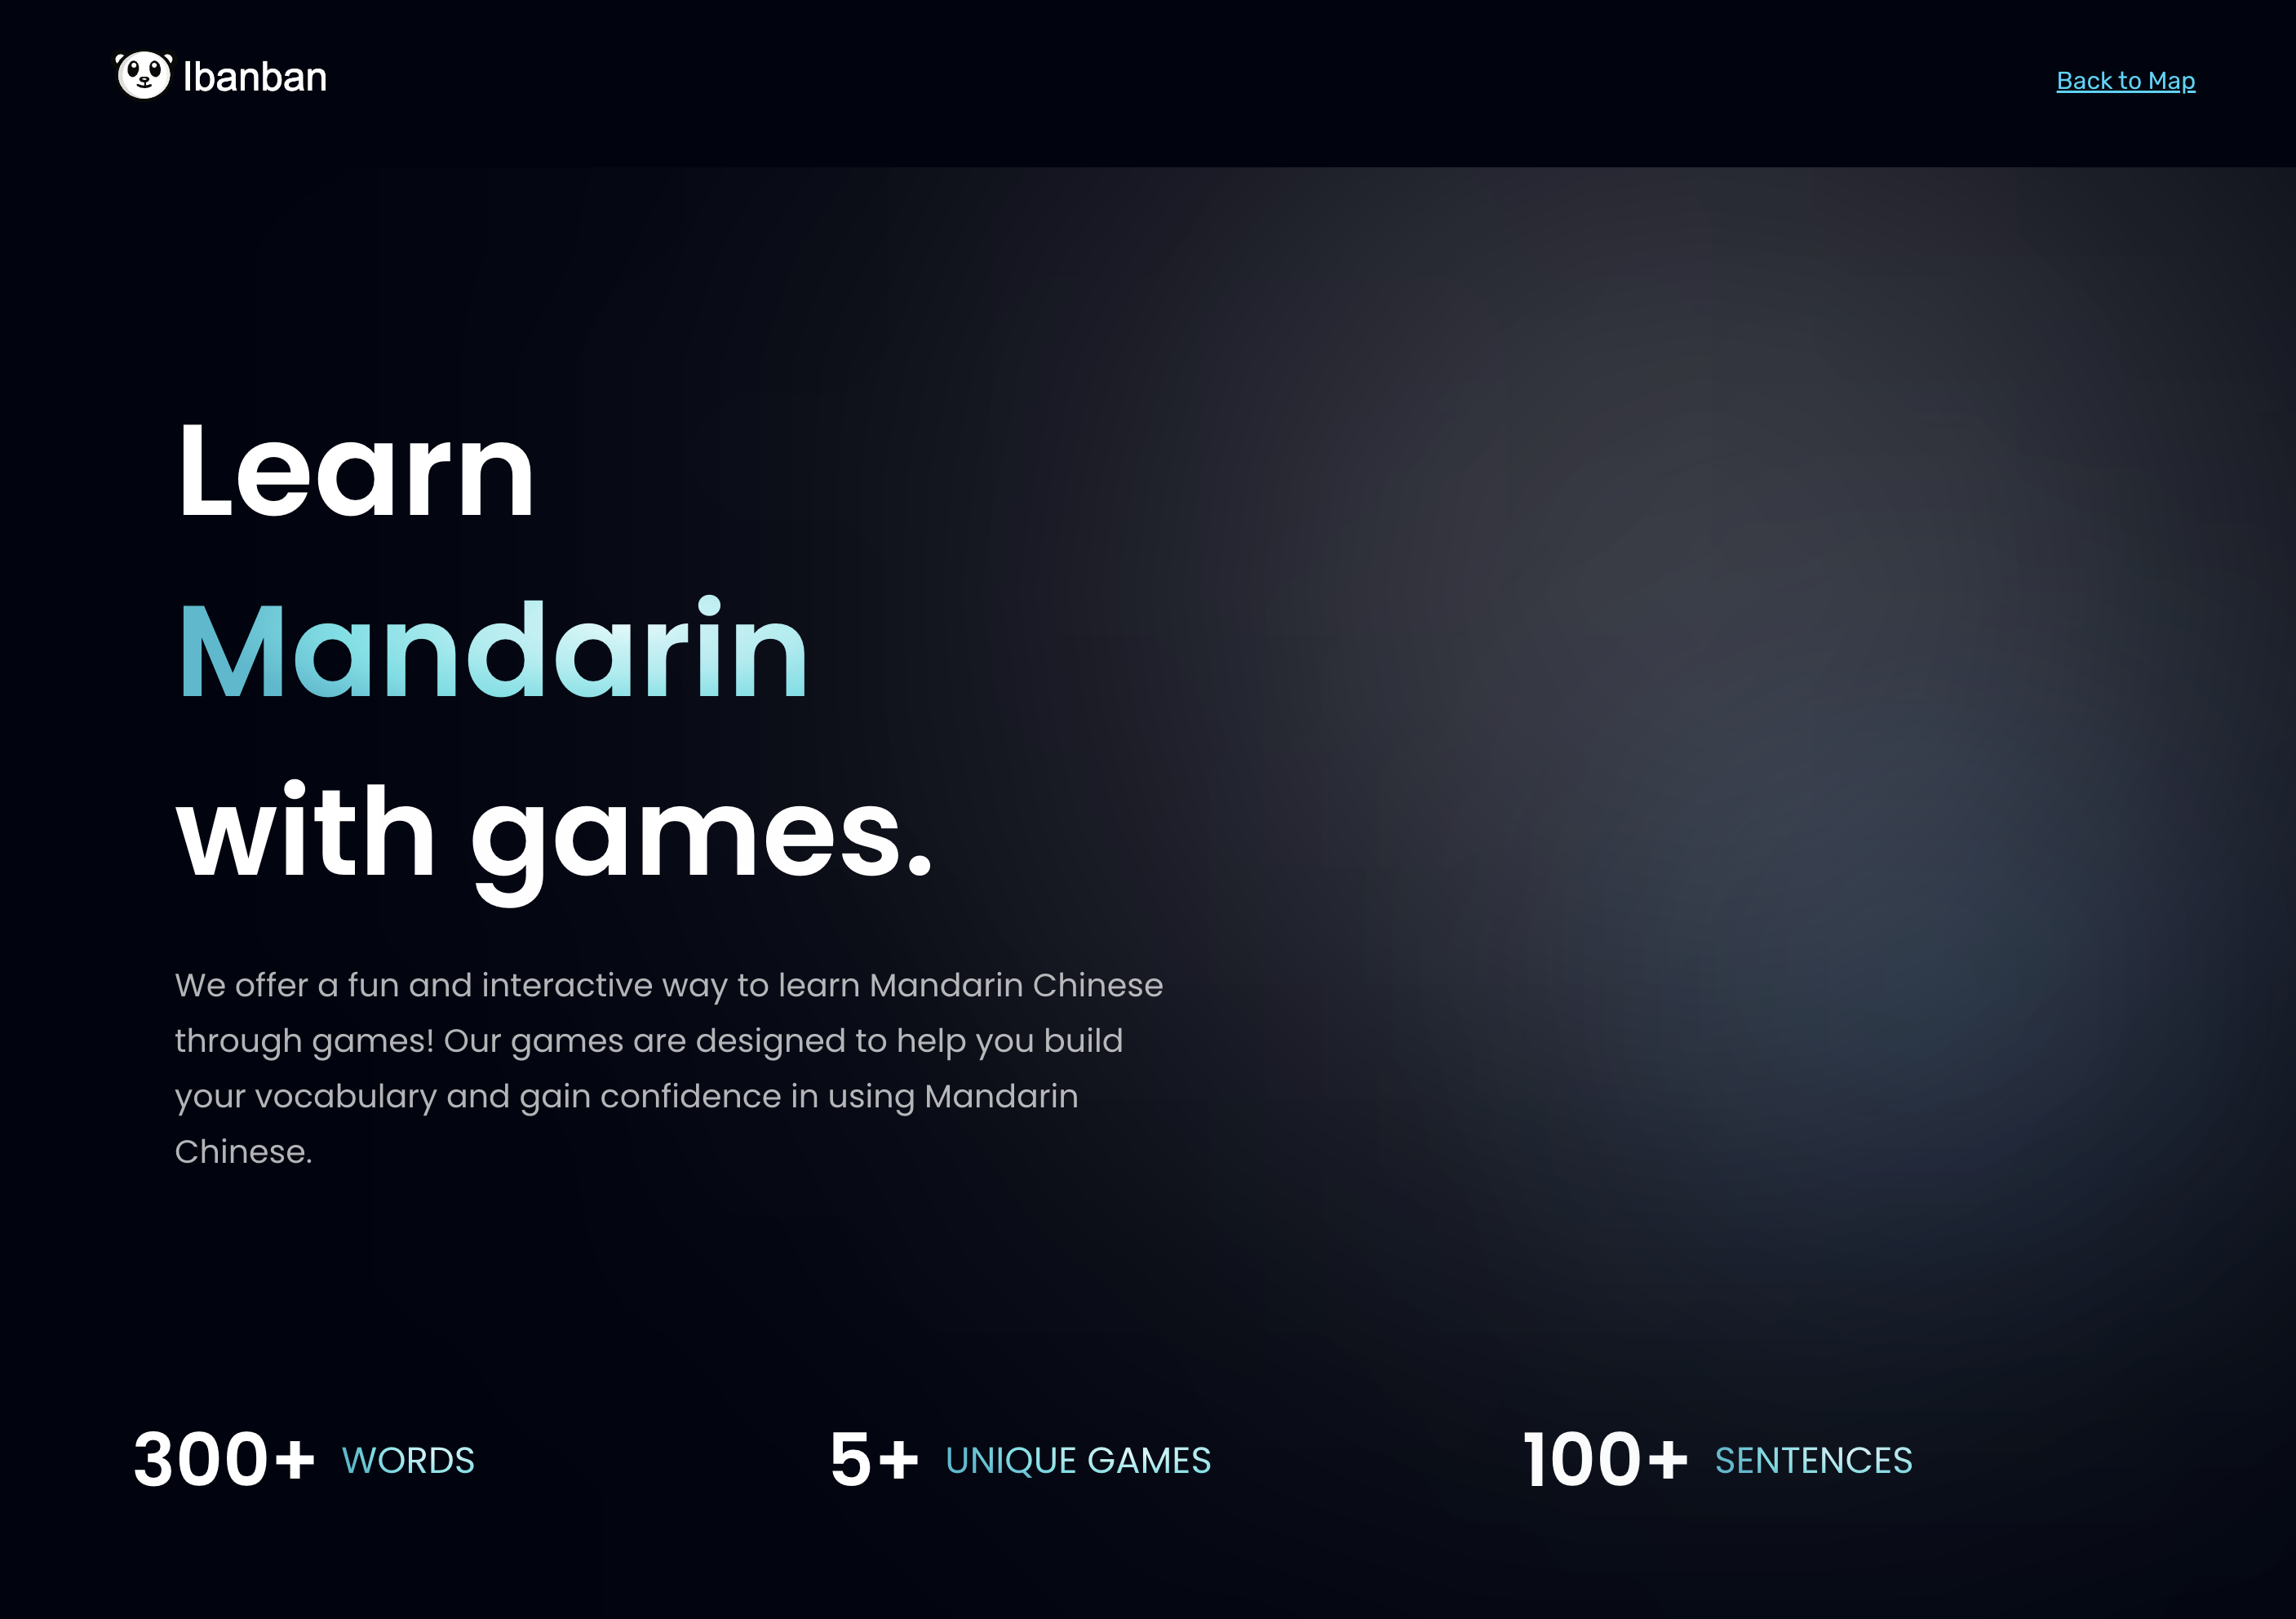 Ibanban
Back to Map
Learn
Mandarin
with games.
We offer a fun and interactive way to learn Mandarin Chinese
through games! Our games are designed to help you build
your vocabulary and gain confidence in using Mandarin
Chinese.
300+ WORDS
5+ UNIQUE GAMES
100+ SENTENCES